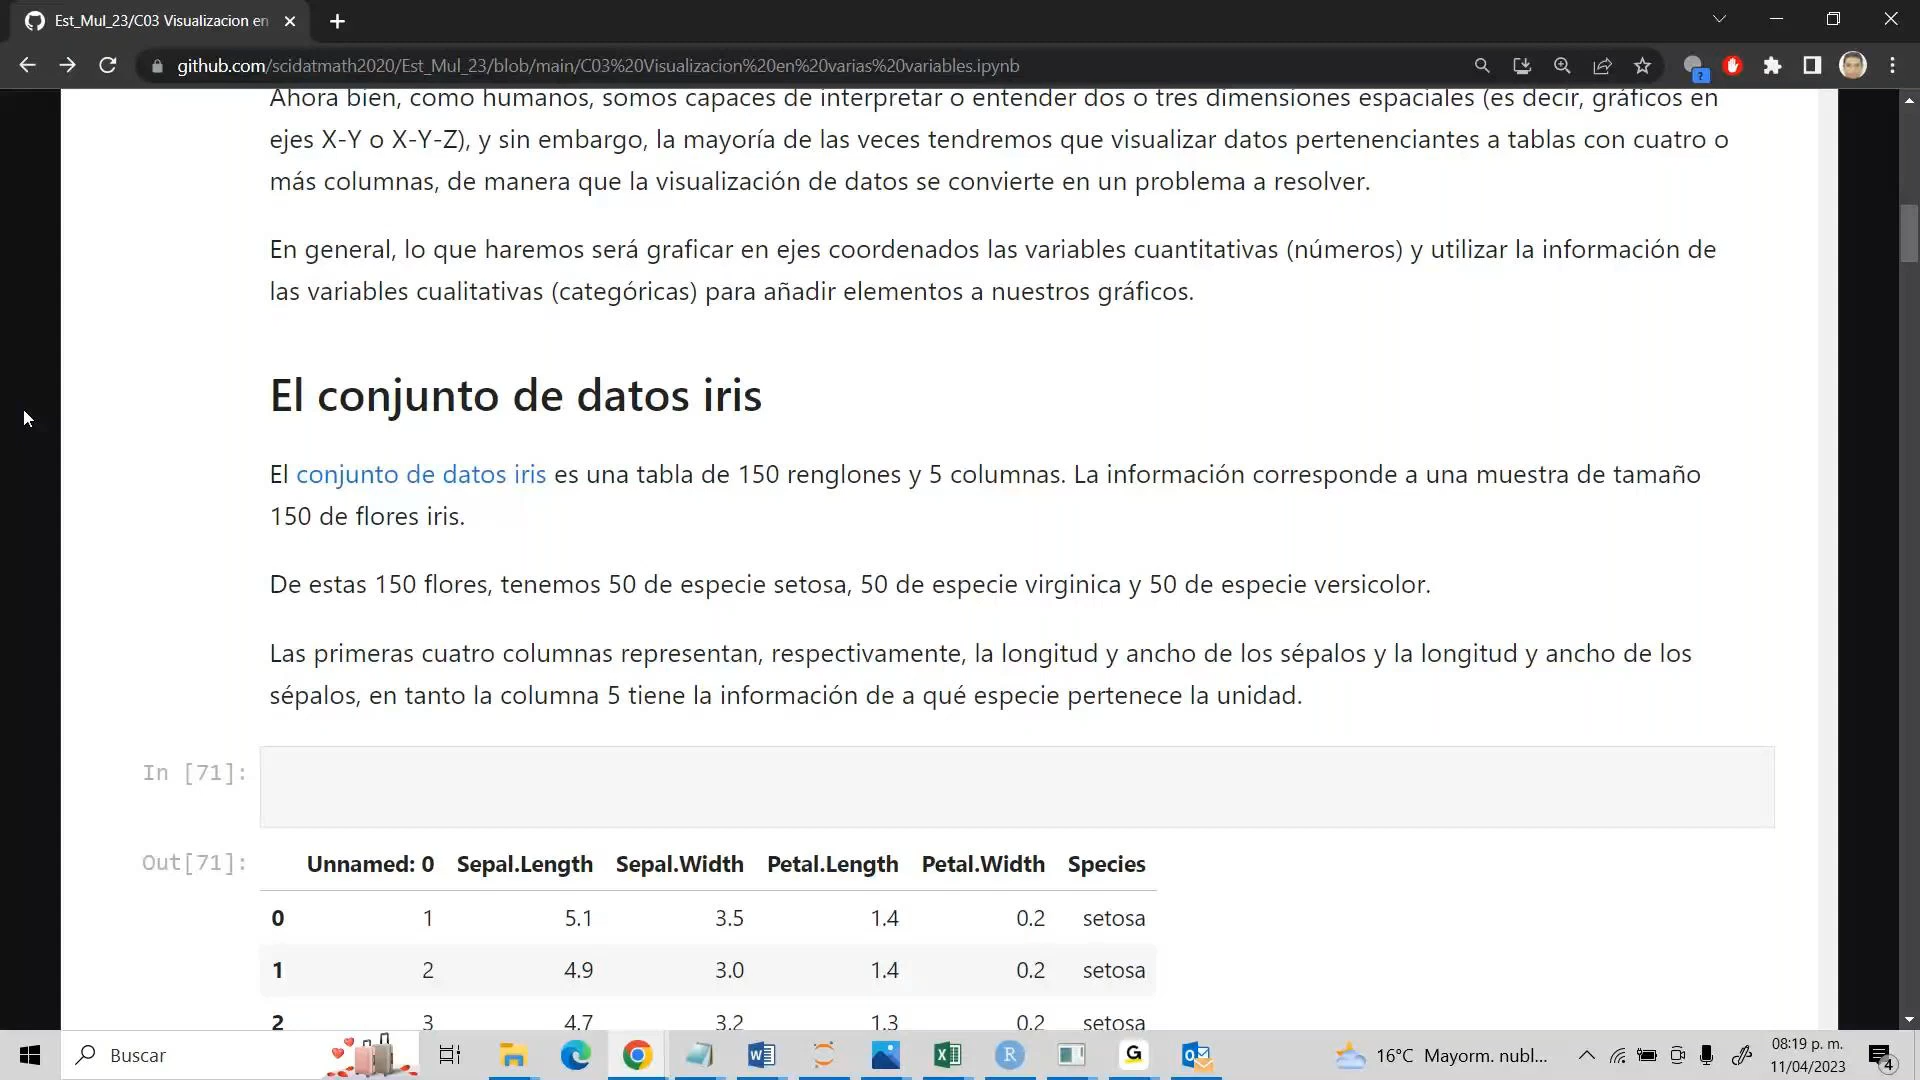 Est_Mul_23/C03 Visualizacion en
github.com/scidatmath2020/Est_Mul_23/blob/main/C03%20Visualizacion%20en%20varias%20variables.ipynb
Ahora bien, como humanos, somos capaces de interpretar o entender dos o tres dimensiones espaciales (es decir, gráficos en
ejes X-Y o X-Y-Z), y sin embargo, la mayoría de las veces tendremos que visualizar datos pertenenciantes a tablas con cuatro o
más columnas, de manera que la visualización de datos se convierte en un problema a resolver.
En general, lo que haremos será graficar en ejes coordenados las variables cuantitativas (números) y utilizar la información de
las variables cualitativas (categóricas) para añadir elementos a nuestros gráficos.
El conjunto de datos iris
El conjunto de datos iris es una tabla de 150 renglones y 5 columnas. La información corresponde a una muestra de tamaño
150 de flores iris.
De estas 150 flores, tenemos 50 de especie setosa, 50 de especie virginica y 50 de especie versicolor.
Las primeras cuatro columnas representan, respectivamente, la longitud y ancho de los sépalos y la longitud y ancho de los
sépalos, en tanto la columna 5 tiene la información de a qué especie pertenece la unidad.
In [71]:
Out[71]:
Unnamed: 0 Sepal.Length Sepal.Width Petal.Length Petal.Width Species
0 1 5.1 3.5 1.4 0.2 setosa
1 2 4.9 3.0 1.4 0.2 setosa
2 3 4.7 3.2 1.3 0.2 setosa
Buscar
16°C Mayorm. nubl...
08:19 p. m.
11/04/2023
4